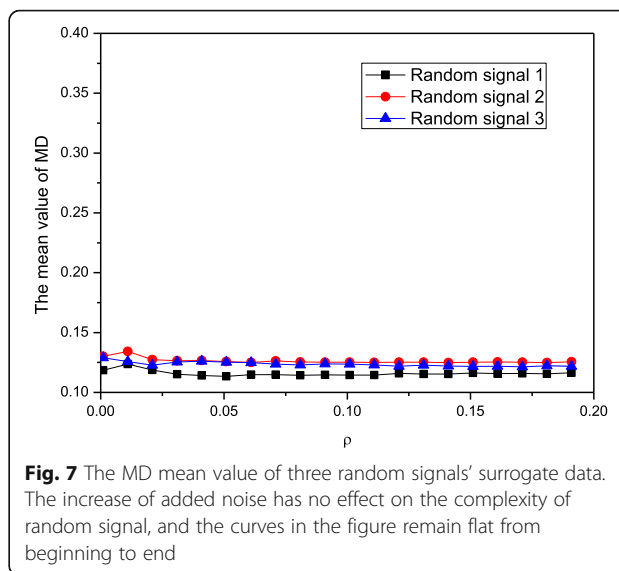 0.40
0.35
0.30
0.25
0.20
0.15
0.10
The mean value of MD
Random signal 1
Random signal 2
Random signal 3
0.00
0.05
0.10
0.15
0.20
ρ
Fig. 7 The MD mean value of three random signals' surrogate data.
The increase of added noise has no effect on the complexity of
random signal, and the curves in the figure remain flat from
beginning to end